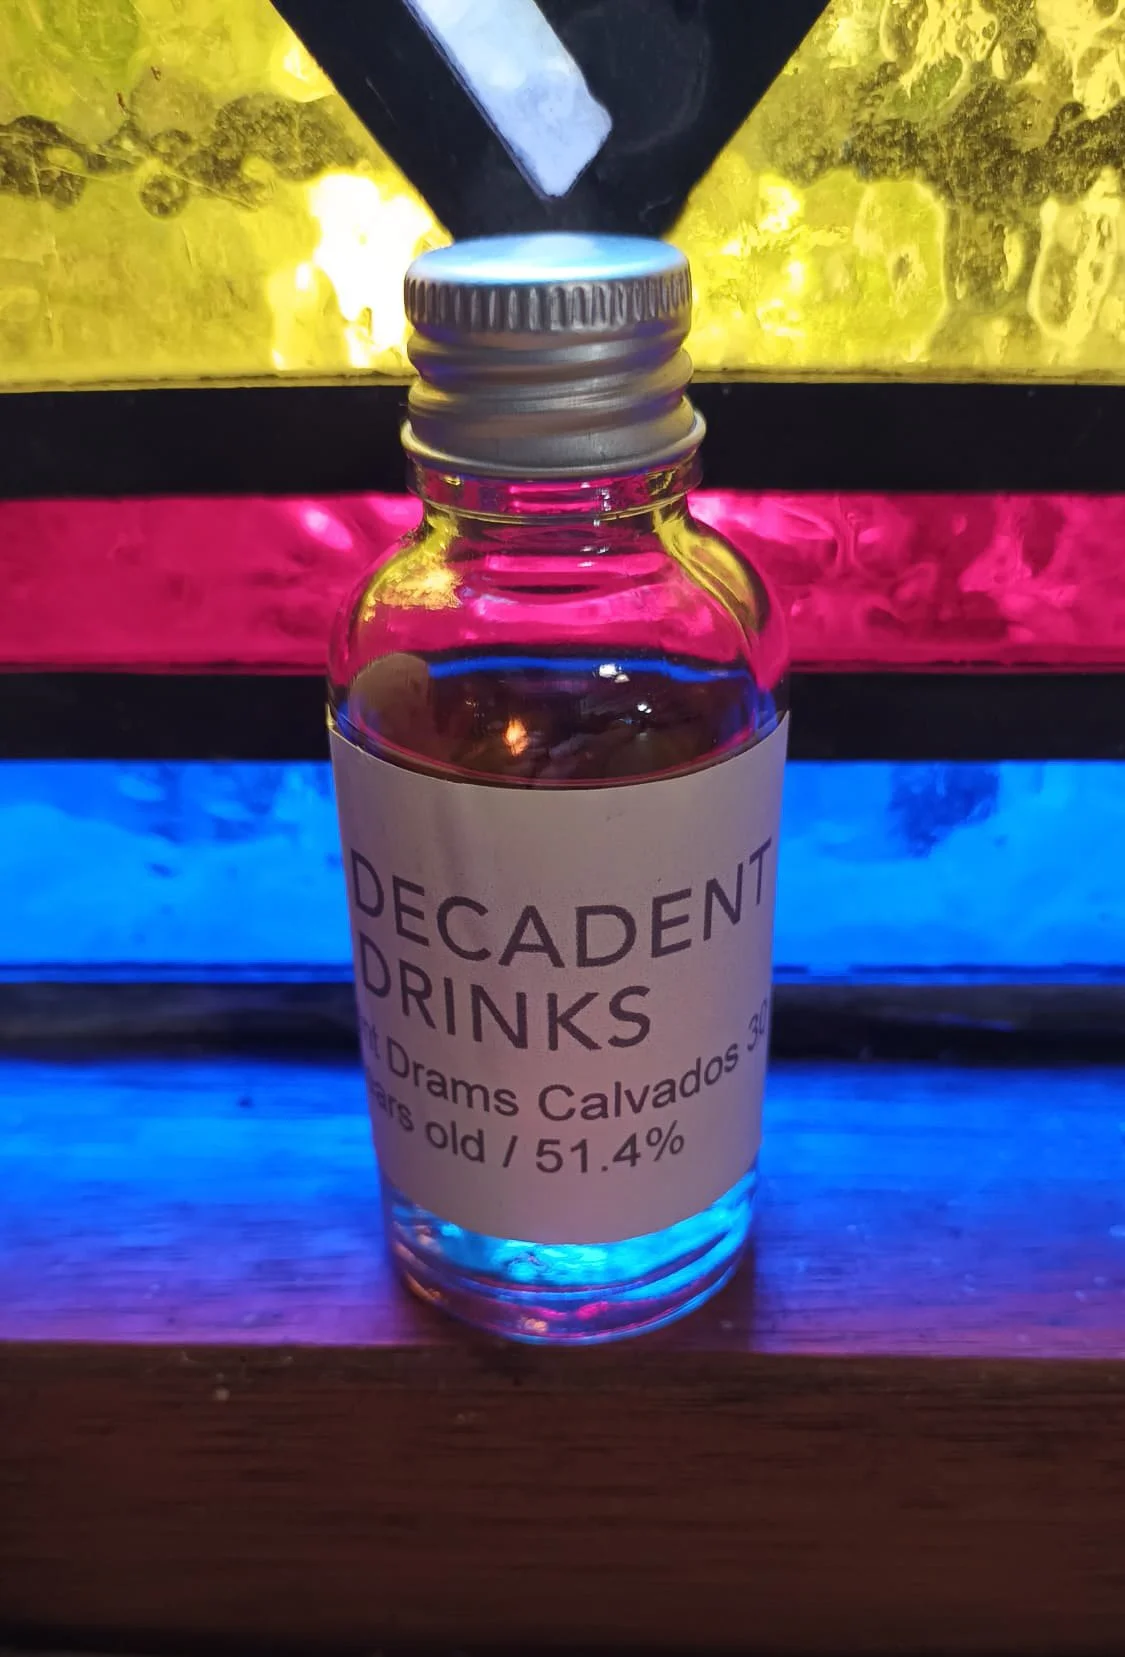 DECADENT
DRINKS
nt Drams Calvados 30
ars old / 51.4%